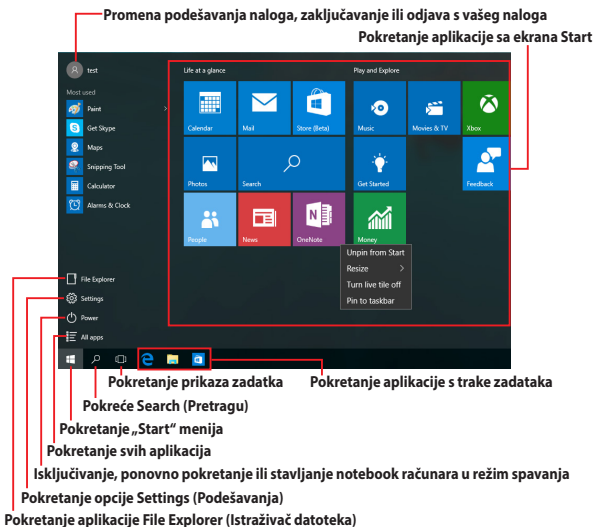 Promena podešavanja naloga, zaključavanje ili odjava s vašeg naloga
Pokretanje aplikacije sa ekrana Start
test
Most used
Paint
Get Skype
Maps
Snipping Tool
Calculator
Alarms & Clock
File Explorer
Settings
Power
All apps
Life at a glance
Play and Explore
Calendar
Mail
Store (Beta)
Music
Movies & TV
Xbox
Photos
Search
Get Started
Feedback
People
News
OneNote
Money
Unpin from Start
Resize
Turn live tile off
Pin to taskbar
Pokretanje prikaza zadatka
Pokretanje aplikacije s trake zadataka
Pokreće Search (Pretragu)
Pokretanje „Start“ menija
Pokretanje svih aplikacija
Isključivanje, ponovno pokretanje ili stavljanje notebook računara u režim spavanja
Pokretanje opcije Settings (Podešavanja)
Pokretanje aplikacije File Explorer (Istraživač datoteka)